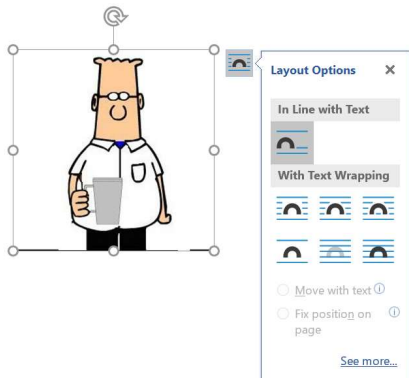 Layout Options
In Line with Text
With Text Wrapping
Move with text
Fix position on
page
See more...